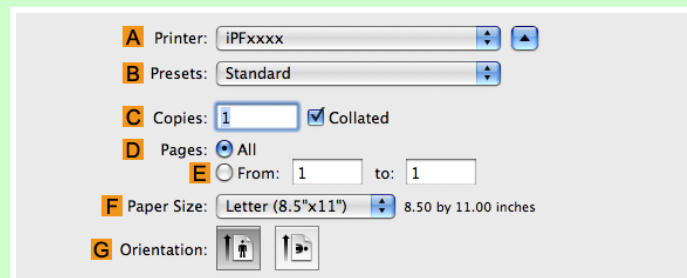 A Printer: iPFxxxx
B Presets: Standard
C Copies: 1 Collated
D Pages: All
E From: 1 to: 1
F Paper Size: Letter (8.5"x11") 8.50 by 11.00 inches
G Orientation: